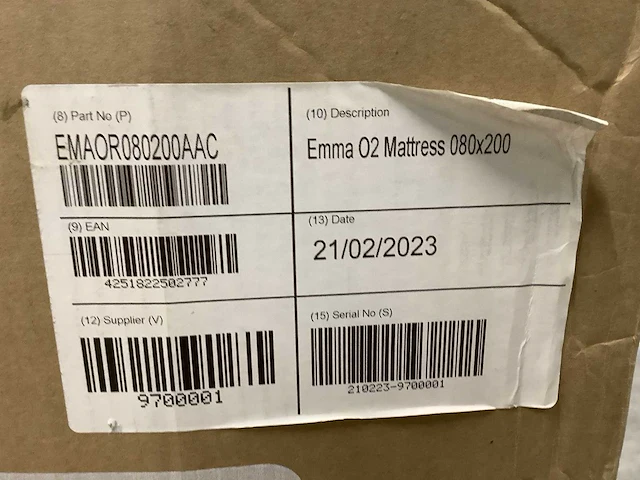 (8) Part No (P)
EMAOR080200AAC
(10) Description
Emma O2 Mattress 080x200
(9) EAN
4251822502777
(13) Date
21/02/2023
(12) Supplier (V)
9700001
(15) Serial No (S)
210223-9700001